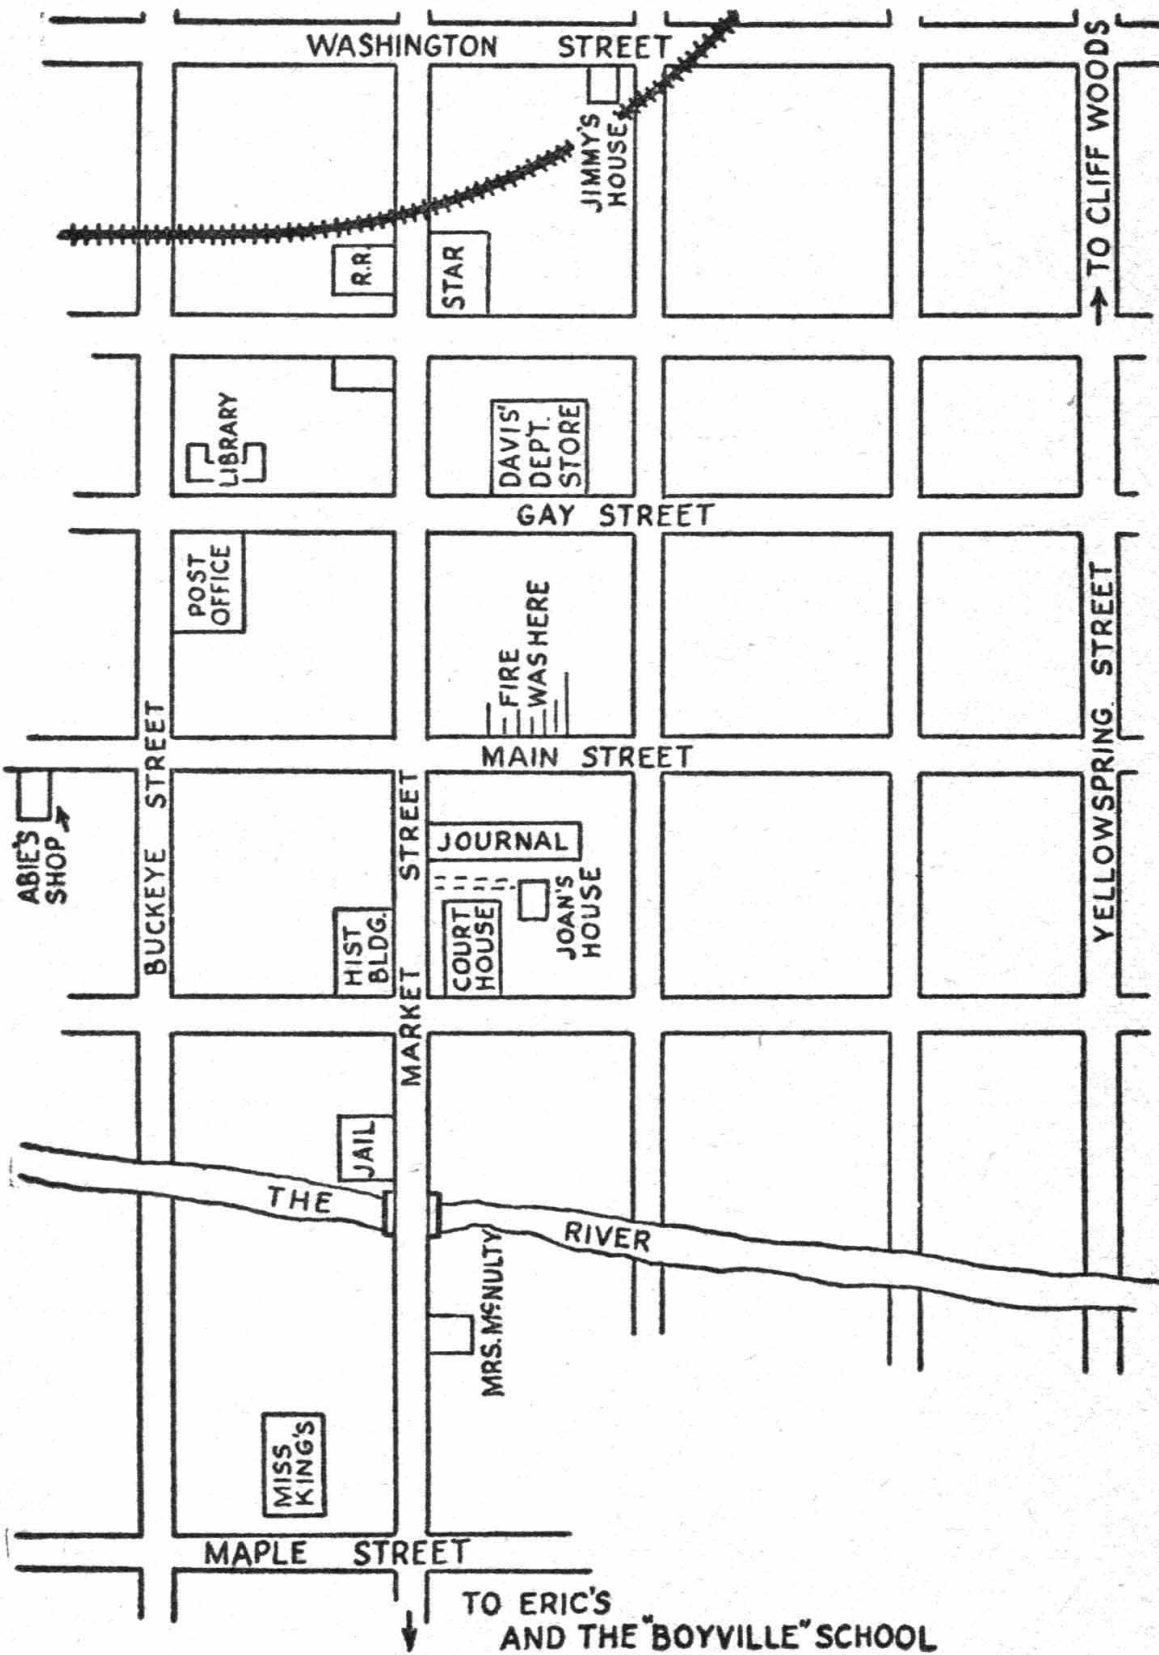 WASHINGTON STREET
TO CLIFF WOODS
JIMMY'S
HOUSE
R.R.
STAR
LIBRARY
DAVIS'
DEP'T.
STORE
GAY STREET
POST
OFFICE
FIRE
WAS HERE
YELLOWSPRING STREET
MAIN STREET
BUCKEYE STREET
MARKET STREET
ABIE'S
SHOP
JOURNAL
JOAN'S
HOUSE
HIST
BLDG.
COURT
HOUSE
JAIL
THE RIVER
MRS. McNULTY
MISS
KING'S
MAPLE STREET
TO ERIC'S
AND THE "BOYVILLE" SCHOOL